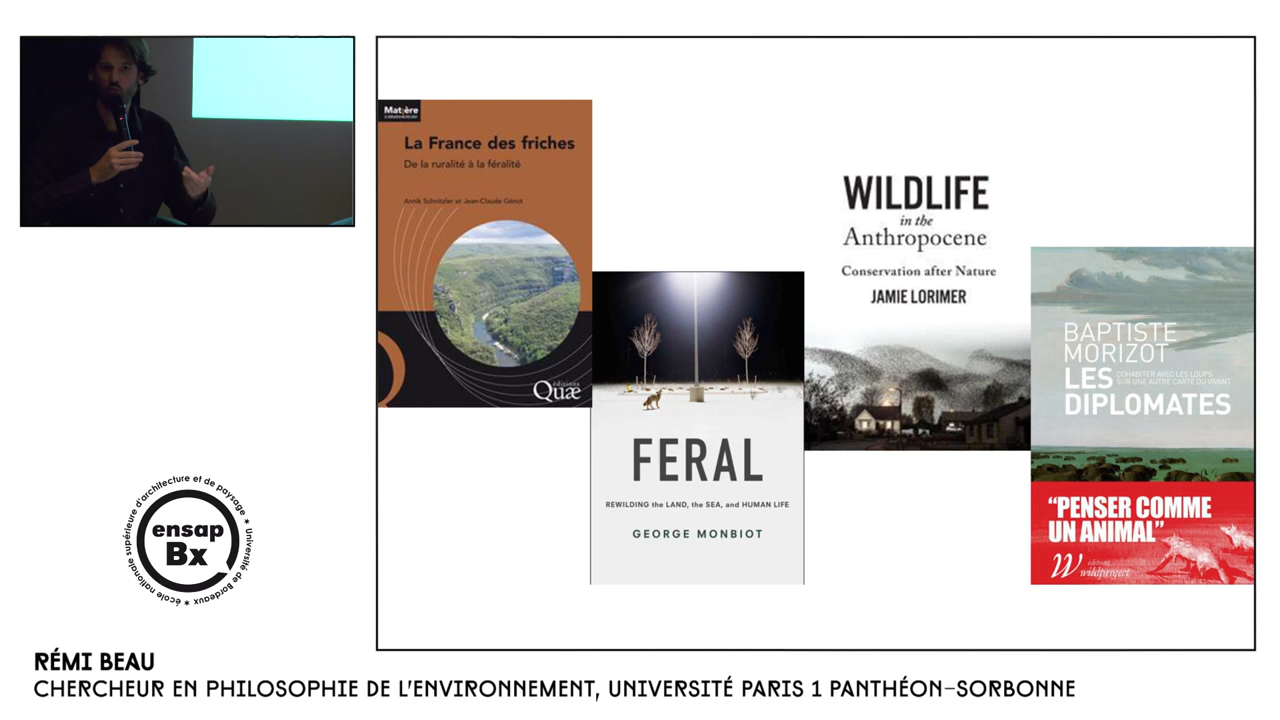 Matière
La France des friches
De la ruralité à la féralité
Annik Schnitzler et Jean-Claude Génot
éditions
Quæ
FERAL
REWILDING the LAND, the SEA, and HUMAN LIFE
GEORGE MONBIOT
WILDLIFE
in the
Anthropocene
Conservation after Nature
JAMIE LORIMER
BAPTISTE
MORIZOT
LES
COHABITER AVEC LES LOUPS
SUR UNE AUTRE CARTE DU VIVANT
DIPLOMATES
“PENSER COMME
UN ANIMAL”
éditions
wildproject
école nationale supérieure d'architecture et de paysage * Université de Bordeaux *
ensap
Bx
RÉMI BEAU
CHERCHEUR EN PHILOSOPHIE DE L'ENVIRONNEMENT, UNIVERSITÉ PARIS 1 PANTHÉON–SORBONNE